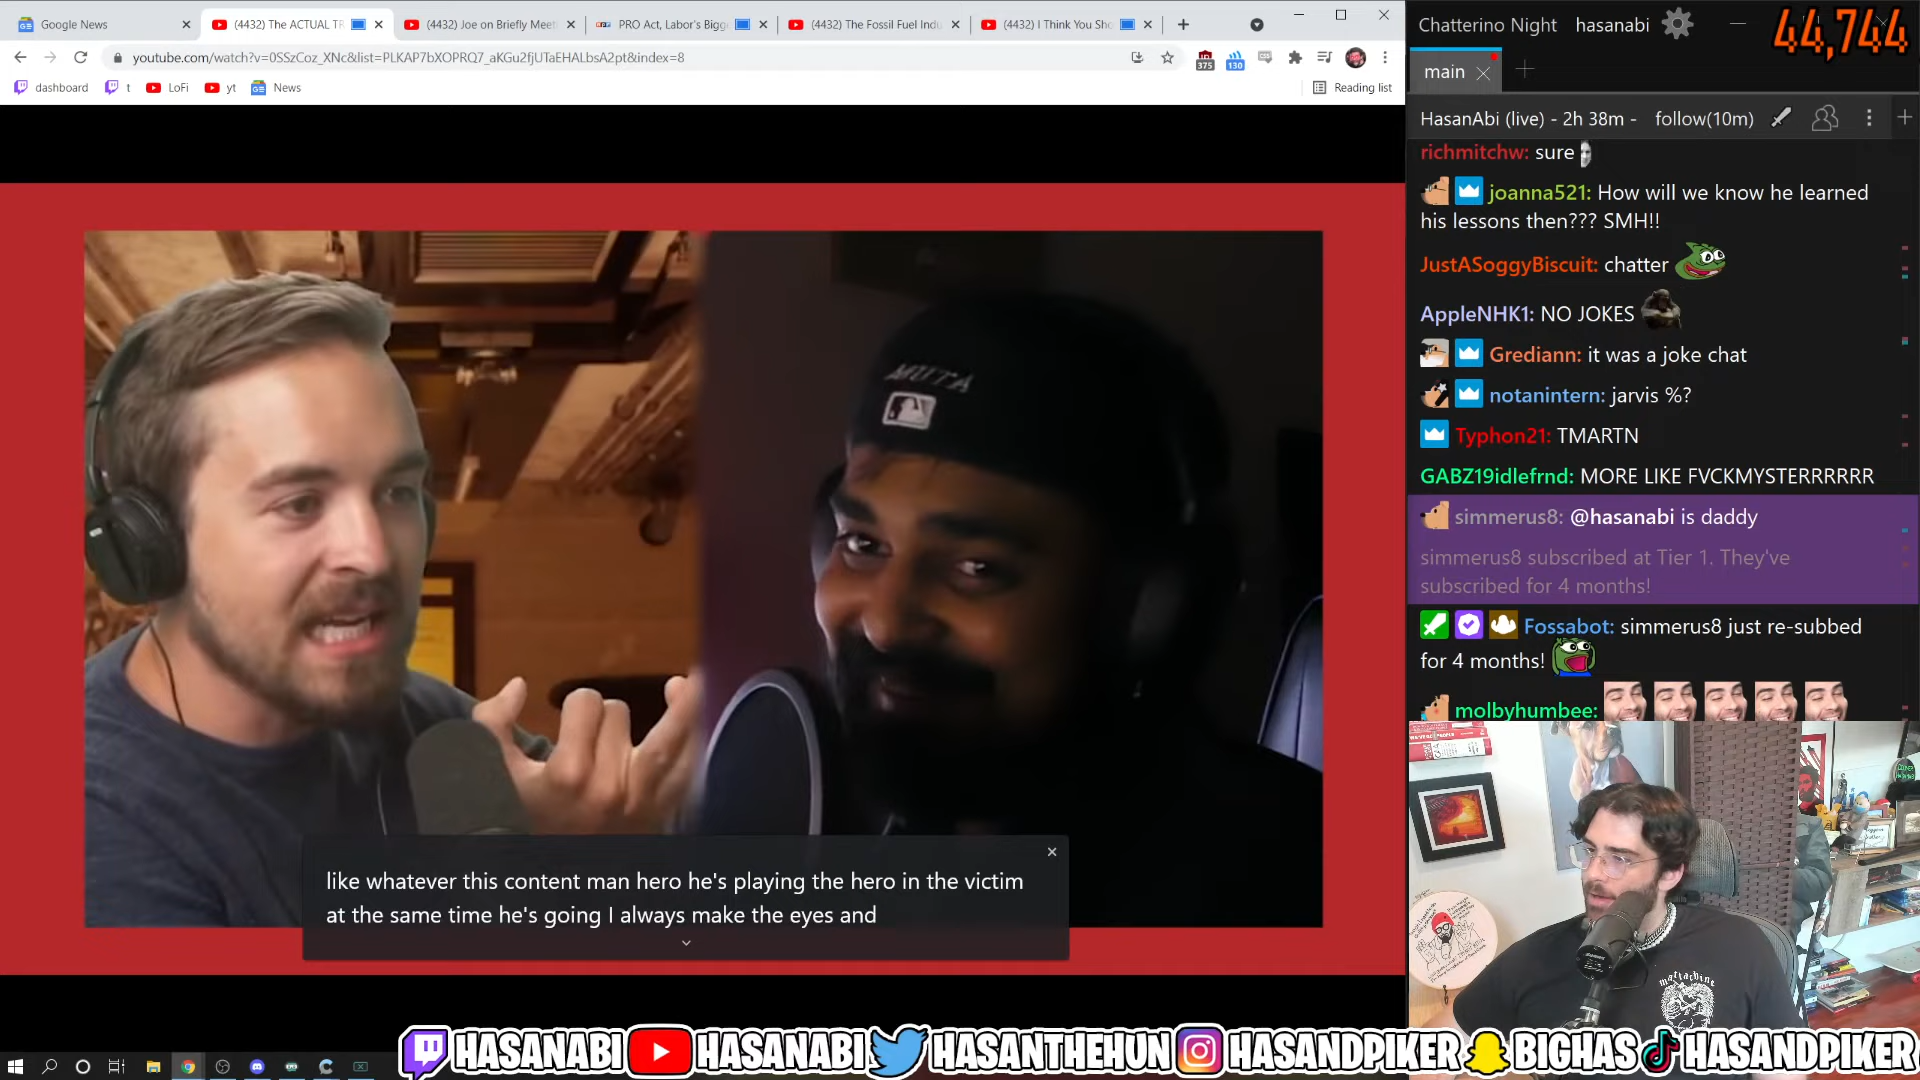 Google News
(4432) The ACTUAL TR
(4432) Joe on Briefly Meeti
PRO Act, Labor's Bigge
(4432) The Fossil Fuel Indu
(4432) I Think You Sho
youtube.com/watch?v=0SSzCoz_XNc&list=PLKAP7bXOPRQ7_aKGu2fjUTaEHALbsA2pt&index=8
375
130
dashboard
t
LoFi
yt
News
Reading list
MUTA
like whatever this content man hero he's playing the hero in the victim
at the same time he's going I always make the eyes and
Chatterino Night
hasanabi
44,744
main
HasanAbi (live) - 2h 38m -
follow(10m)
richmitchw: sure
joanna521: How will we know he learned
his lessons then??? SMH!!
JustASoggyBiscuit: chatter
AppleNHK1: NO JOKES
Grediann: it was a joke chat
notanintern: jarvis %?
Typhon21: TMARTN
GABZ19idlefrnd: MORE LIKE FVCKMYSTERRRRRR
simmerus8: @hasanabi is daddy
simmerus8 subscribed at Tier 1. They've
subscribed for 4 months!
Fossabot: simmerus8 just re-subbed
for 4 months!
molbyhumbee:
HASANABI
HASANABI
HASANTHEHUN
HASANDPIKER
BIGHAS
HASANDPIKER